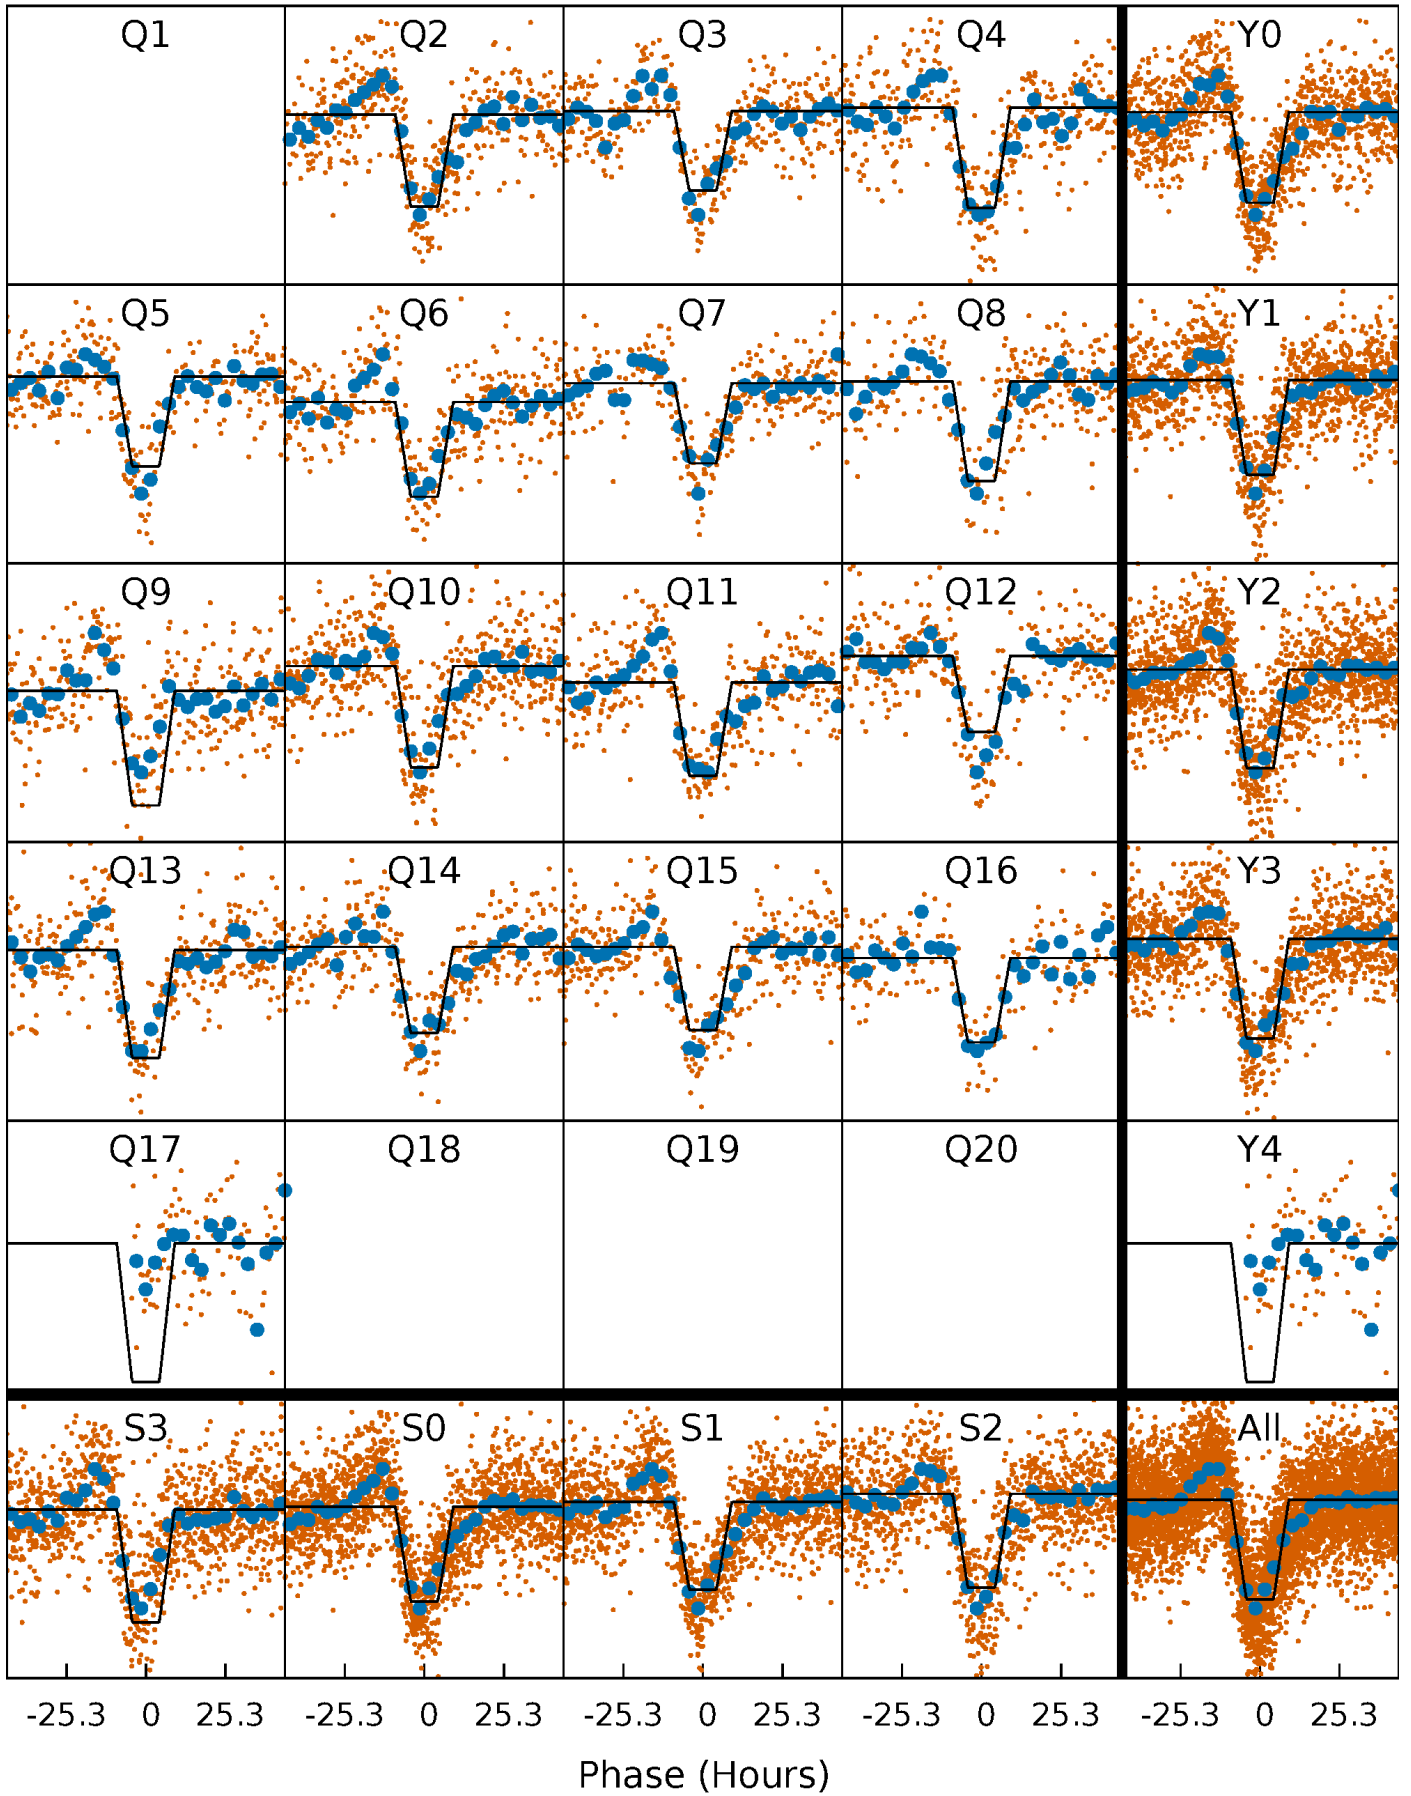 Q1 Q2 Q3 Q4 Y0
Q5 Q6 Q7 Q8 Y1
Q9 Q10 Q11 Q12 Y2
Q13 Q14 Q15 Q16 Y3
Q17 Q18 Q19 Q20 Y4
S3 S0 S1 S2 All
-25.3 0 25.3 -25.3 0 25.3 -25.3 0 25.3 -25.3 0 25.3 -25.3 0 25.3
Phase (Hours)